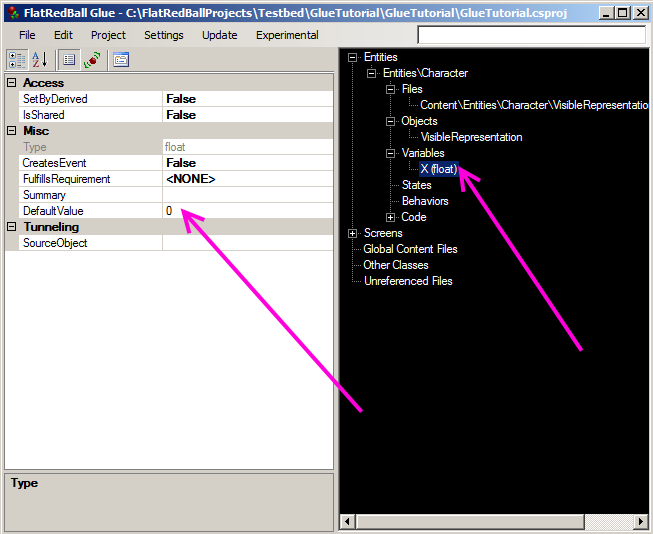 FlatRedBall Glue - C:\FlatRedBallProjects\Testbed\GlueTutorial\GlueTutorial\GlueTutorial.csproj
File Edit Project Settings Update Experimental
Access
SetByDerived False
IsShared False
Misc
Type float
CreatesEvent False
FulfillsRequirement <NONE>
Summary
DefaultValue 0
Tunneling
SourceObject
Type
Entities
Entities\Character
Files
Content\Entities\Character\VisibleRepresentatio
Objects
VisibleRepresentation
Variables
X (float)
States
Behaviors
Code
Screens
Global Content Files
Other Classes
Unreferenced Files